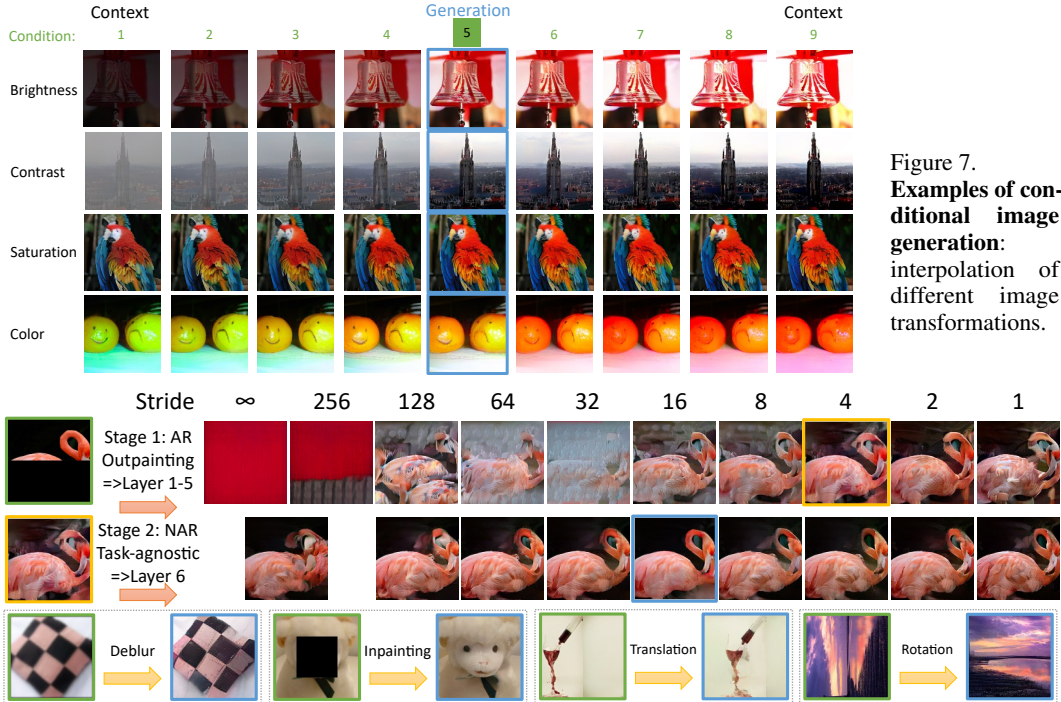 Context Generation Context
Condition: 1 2 3 4 5 6 7 8 9
Brightness
Contrast
Saturation
Color
Figure 7.
Examples of con-
ditional image
generation:
interpolation of
different image
transformations.
Stride ∞ 256 128 64 32 16 8 4 2 1
Stage 1: AR
Outpainting
=>Layer 1-5
Stage 2: NAR
Task-agnostic
=>Layer 6
Deblur Inpainting Translation Rotation